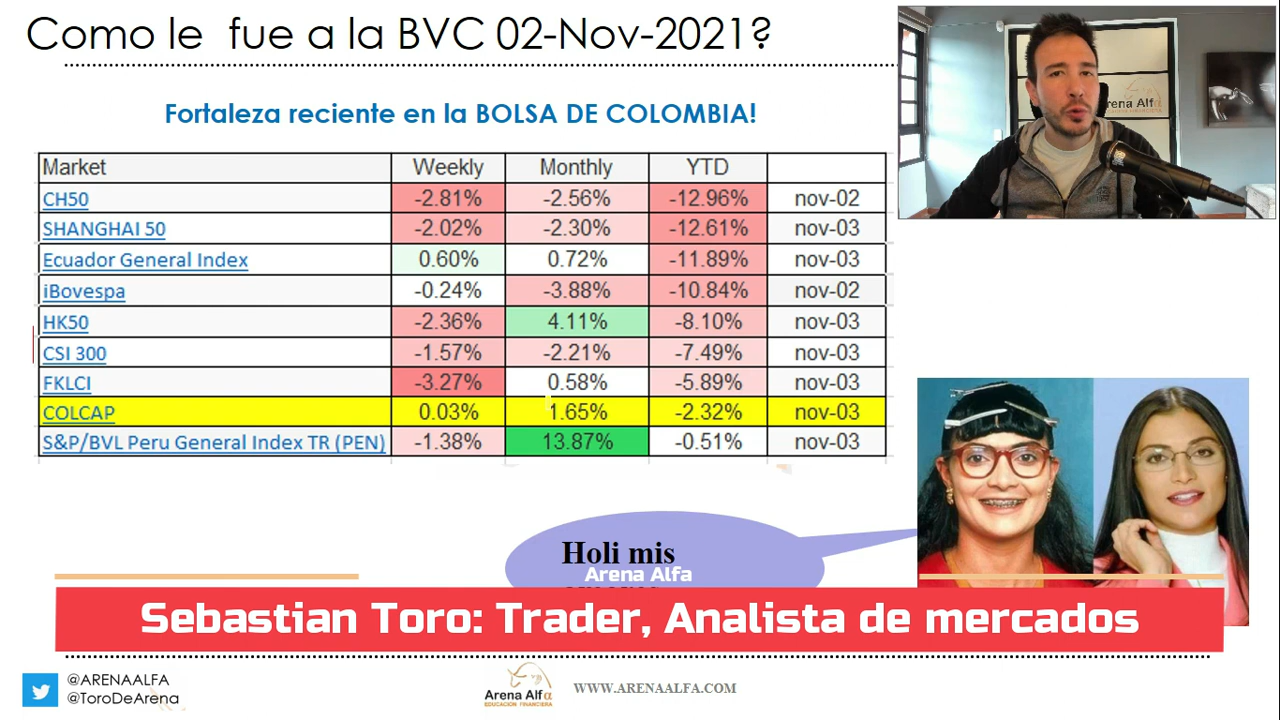 Como le fue a la BVC 02-Nov-2021?
Fortaleza reciente en la BOLSA DE COLOMBIA!
Market Weekly Monthly YTD
CH50 -2.81% -2.56% -12.96% nov-02
SHANGHAI 50 -2.02% -2.30% -12.61% nov-03
Ecuador General Index 0.60% 0.72% -11.89% nov-03
iBovespa -0.24% -3.88% -10.84% nov-02
HK50 -2.36% 4.11% -8.10% nov-03
CSI 300 -1.57% -2.21% -7.49% nov-03
FKLCI -3.27% 0.58% -5.89% nov-03
COLCAP 0.03% 1.65% -2.32% nov-03
S&P/BVL Peru General Index TR (PEN) -1.38% 13.87% -0.51% nov-03
rena Alfα
Holi mis
Arena Alfa
Sebastian Toro: Trader, Analista de mercados
@ARENAALFA
@ToroDeArena
Arena Alfα
EDUCACIÓN FINANCIERA
WWW.ARENAALFA.COM